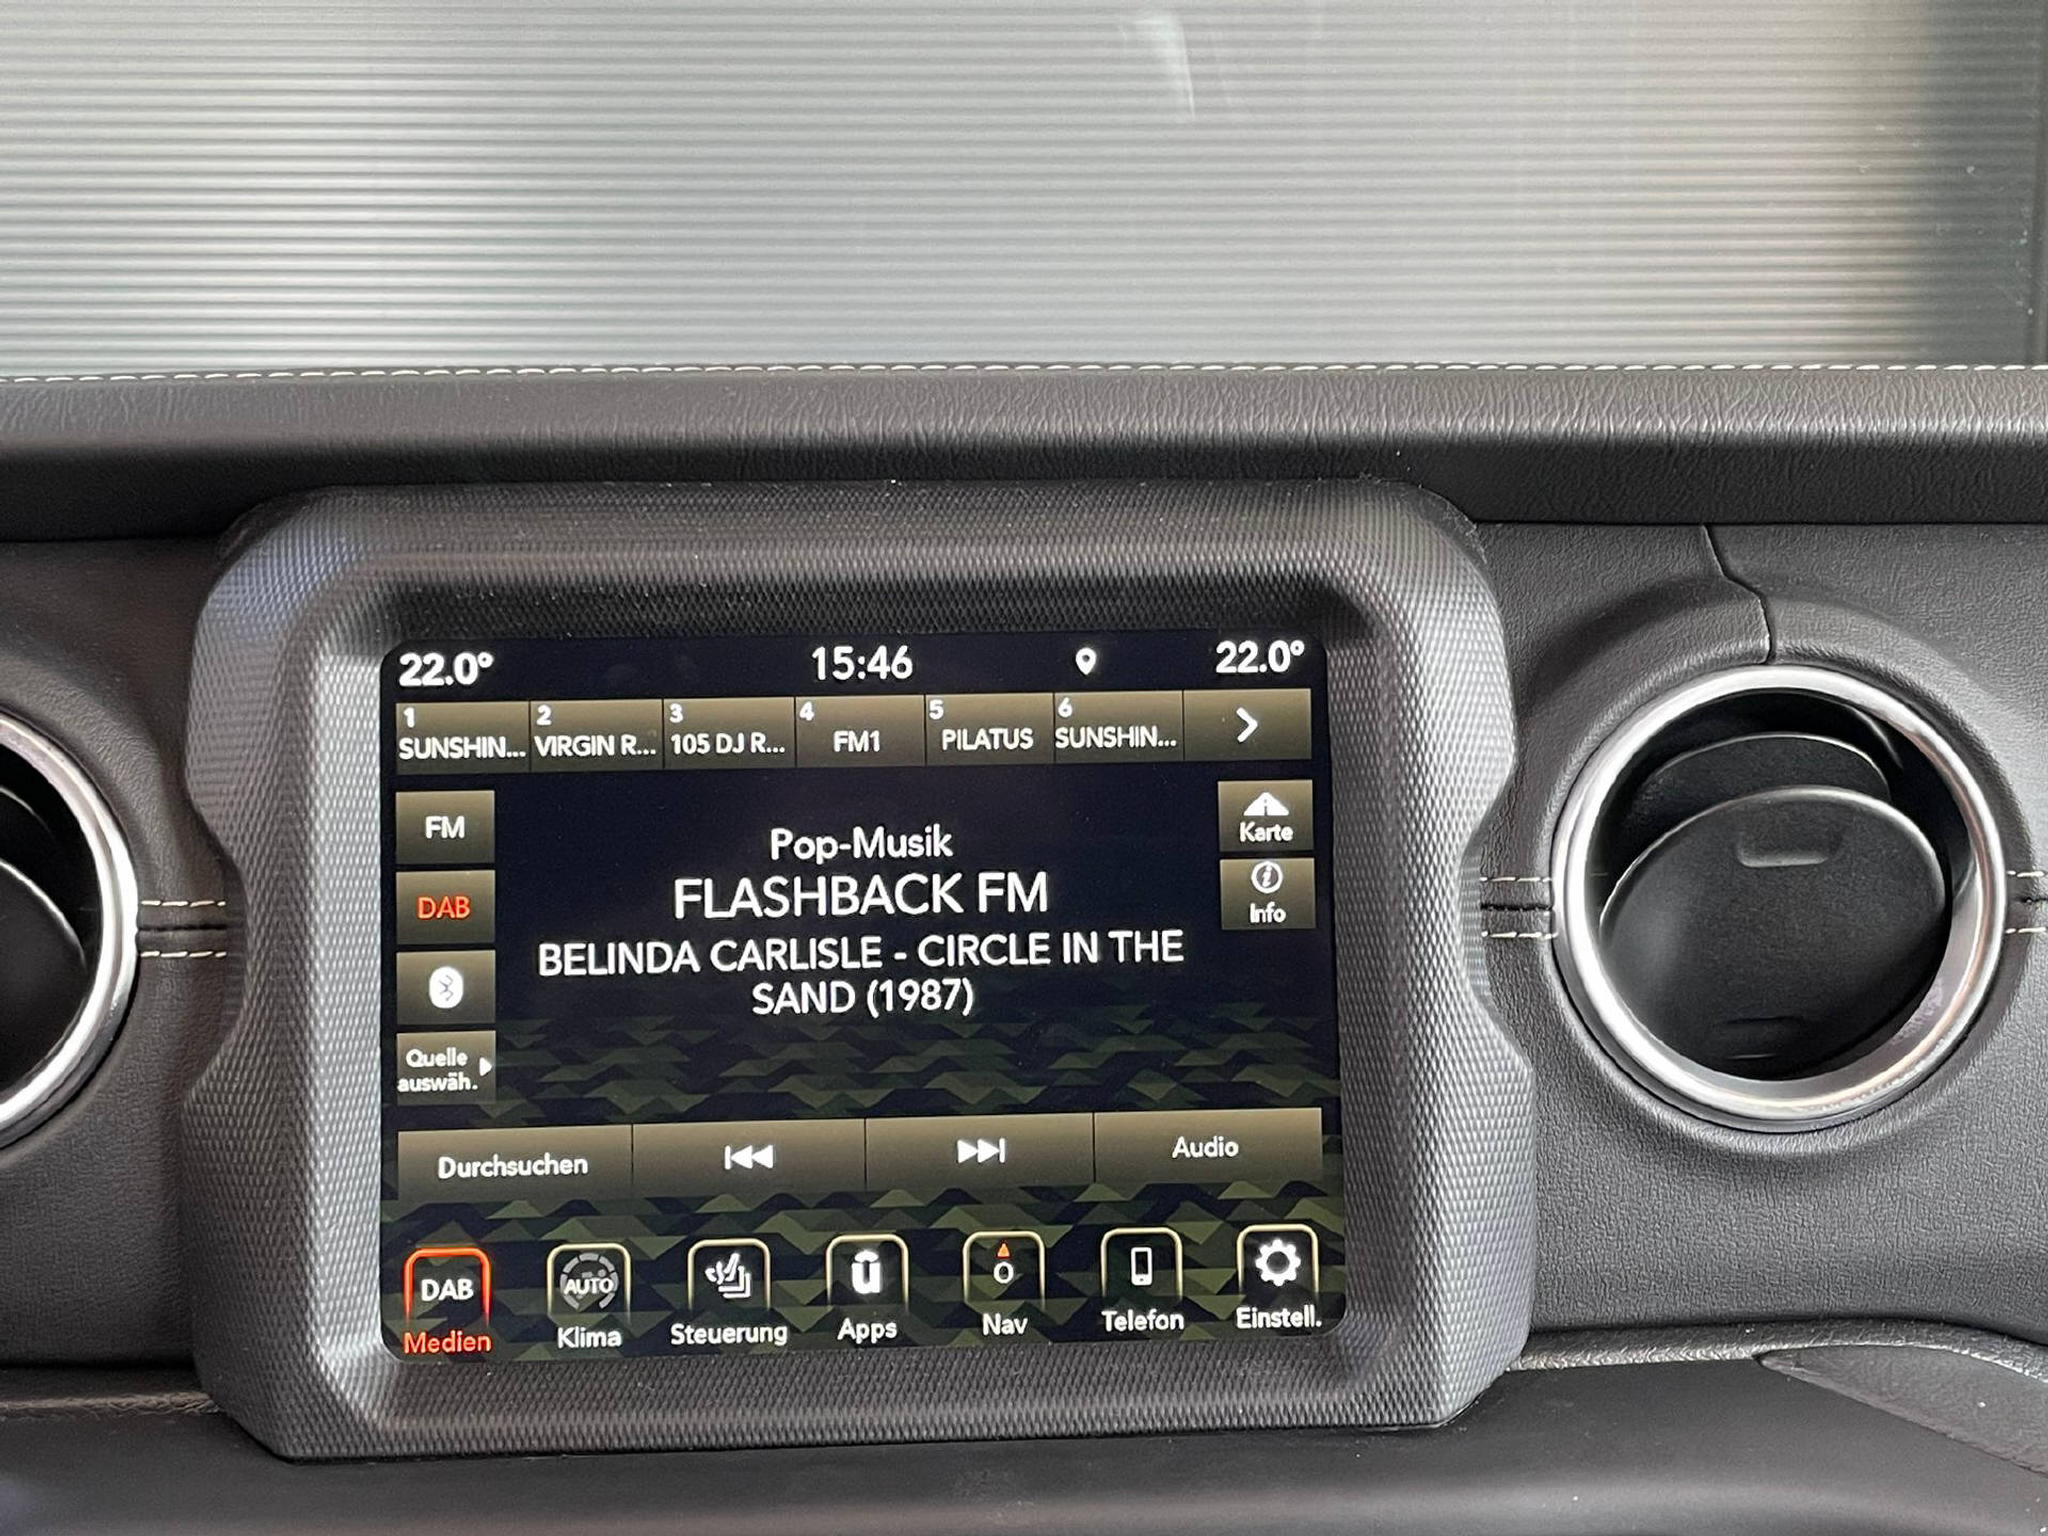 22.0° 15:46 22.0°
1 2 3 4 5 6
SUNSHIN... VIRGIN R... 105 DJ R... FM1 PILATUS SUNSHIN...
FM
Karte
Pop-Musik
FLASHBACK FM
DAB
Info
BELINDA CARLISLE - CIRCLE IN THE
SAND (1987)
Quelle
auswäh.
Durchsuchen Audio
DAB AUTO ü O
Medien Klima Steuerung Apps Nav Telefon Einstell.